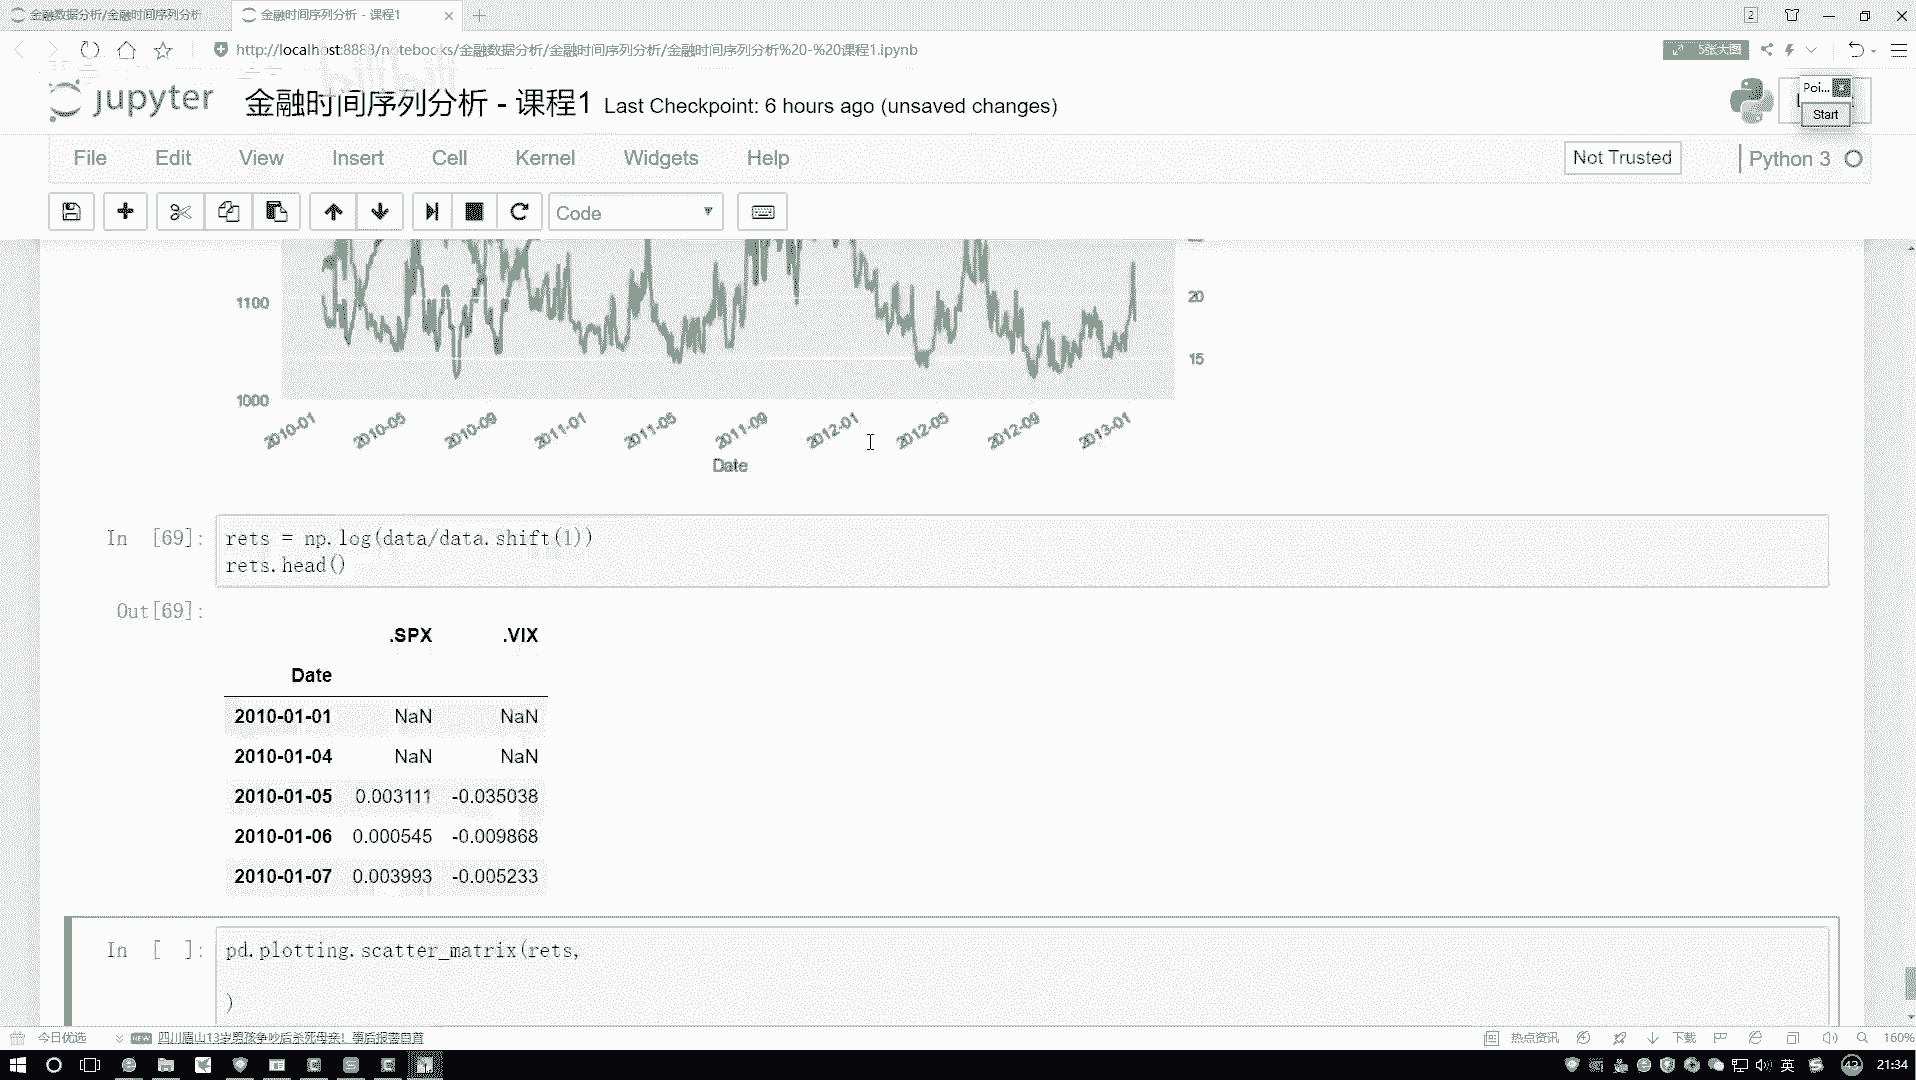 金融数据分析/金融时间序列分析
金融时间序列分析 - 课程1
2
http://localhost:8888/notebooks/金融数据分析/金融时间序列分析/金融时间序列分析%20-%20课程1.ipynb
5张大图
jupyter
金融时间序列分析 - 课程1 Last Checkpoint: 6 hours ago (unsaved changes)
Poi...
Start
File Edit View Insert Cell Kernel Widgets Help
Not Trusted
Python 3
Code
1100
20
15
1000
2010-01 2010-05 2010-09 2011-01 2011-05 2011-09 2012-01 2012-05 2012-09 2013-01
Date
In [69]: rets = np.log(data/data.shift(1))
rets.head()
Out[69]:
.SPX .VIX
Date
2010-01-01 NaN NaN
2010-01-04 NaN NaN
2010-01-05 0.003111 -0.035038
2010-01-06 0.000545 -0.009868
2010-01-07 0.003993 -0.005233
In [ ]: pd.plotting.scatter_matrix(rets,
)
今日优选
NEW
四川眉山13岁男孩争吵后杀死母亲！事后报警自首
热点资讯
下载
160%
英
43
21:34